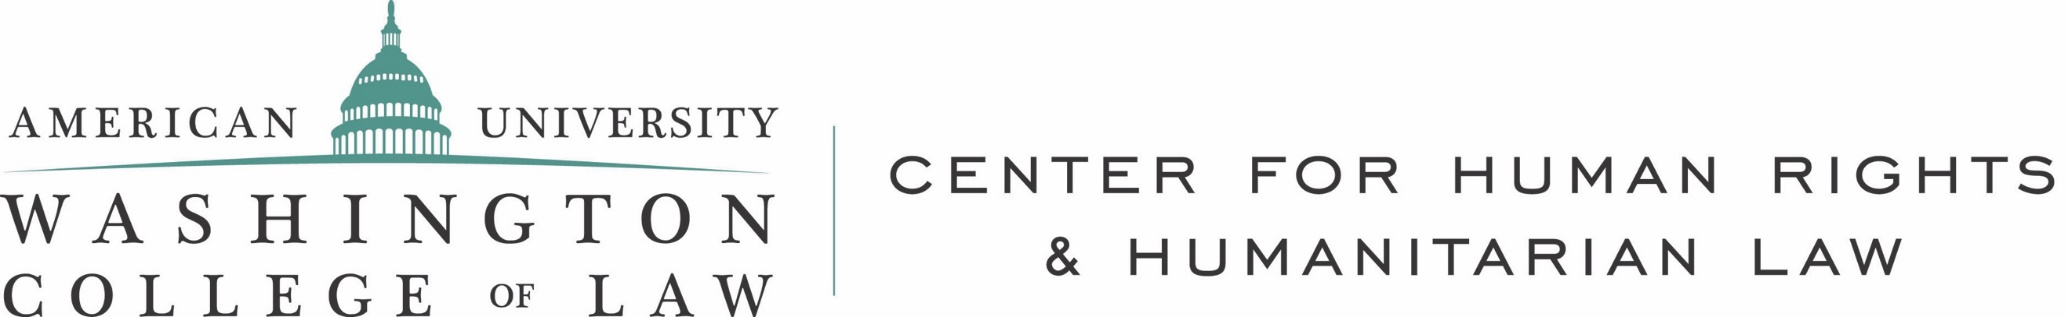 AMERICAN UNIVERSITY
WASHINGTON
COLLEGE OF LAW
CENTER FOR HUMAN RIGHTS
& HUMANITARIAN LAW